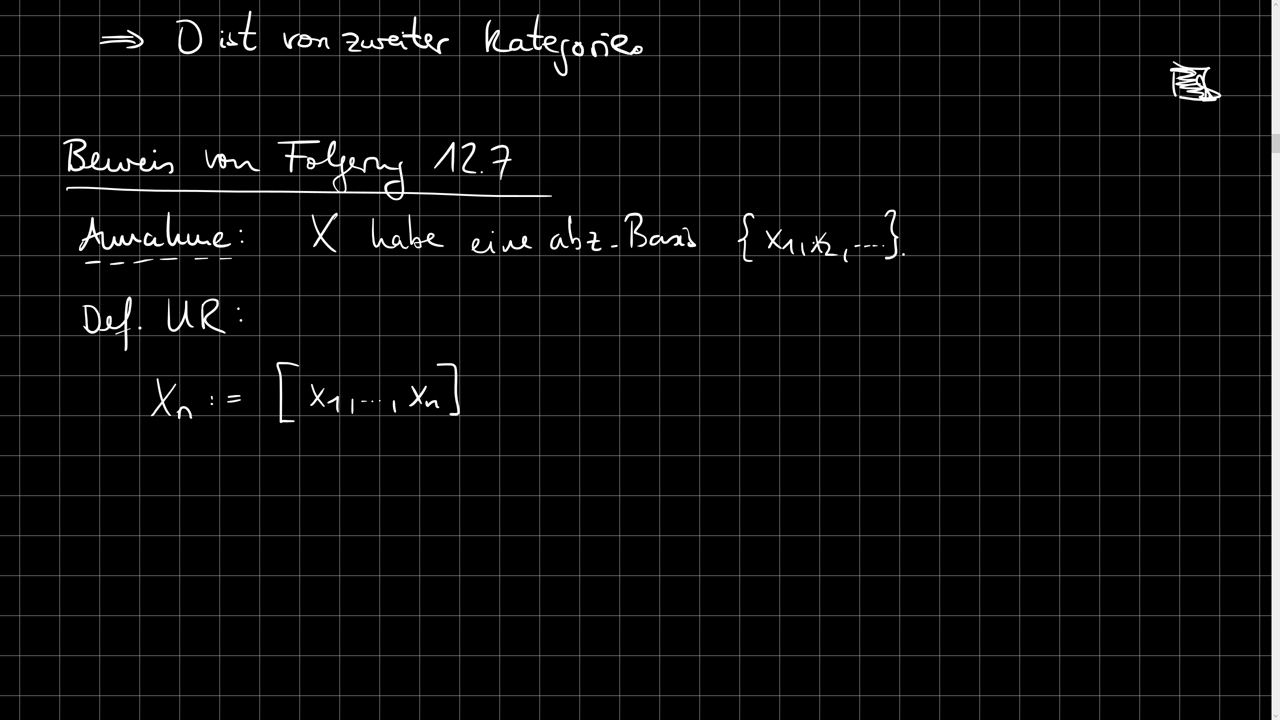 ⇒ O ist von zweiter Kategorie.
Beweis von Folgerung 12.7
Annahme: X habe eine abz. Basis {x₁, x₂, ...}.
Def. UR:
Xₙ := [x₁, ..., xₙ]